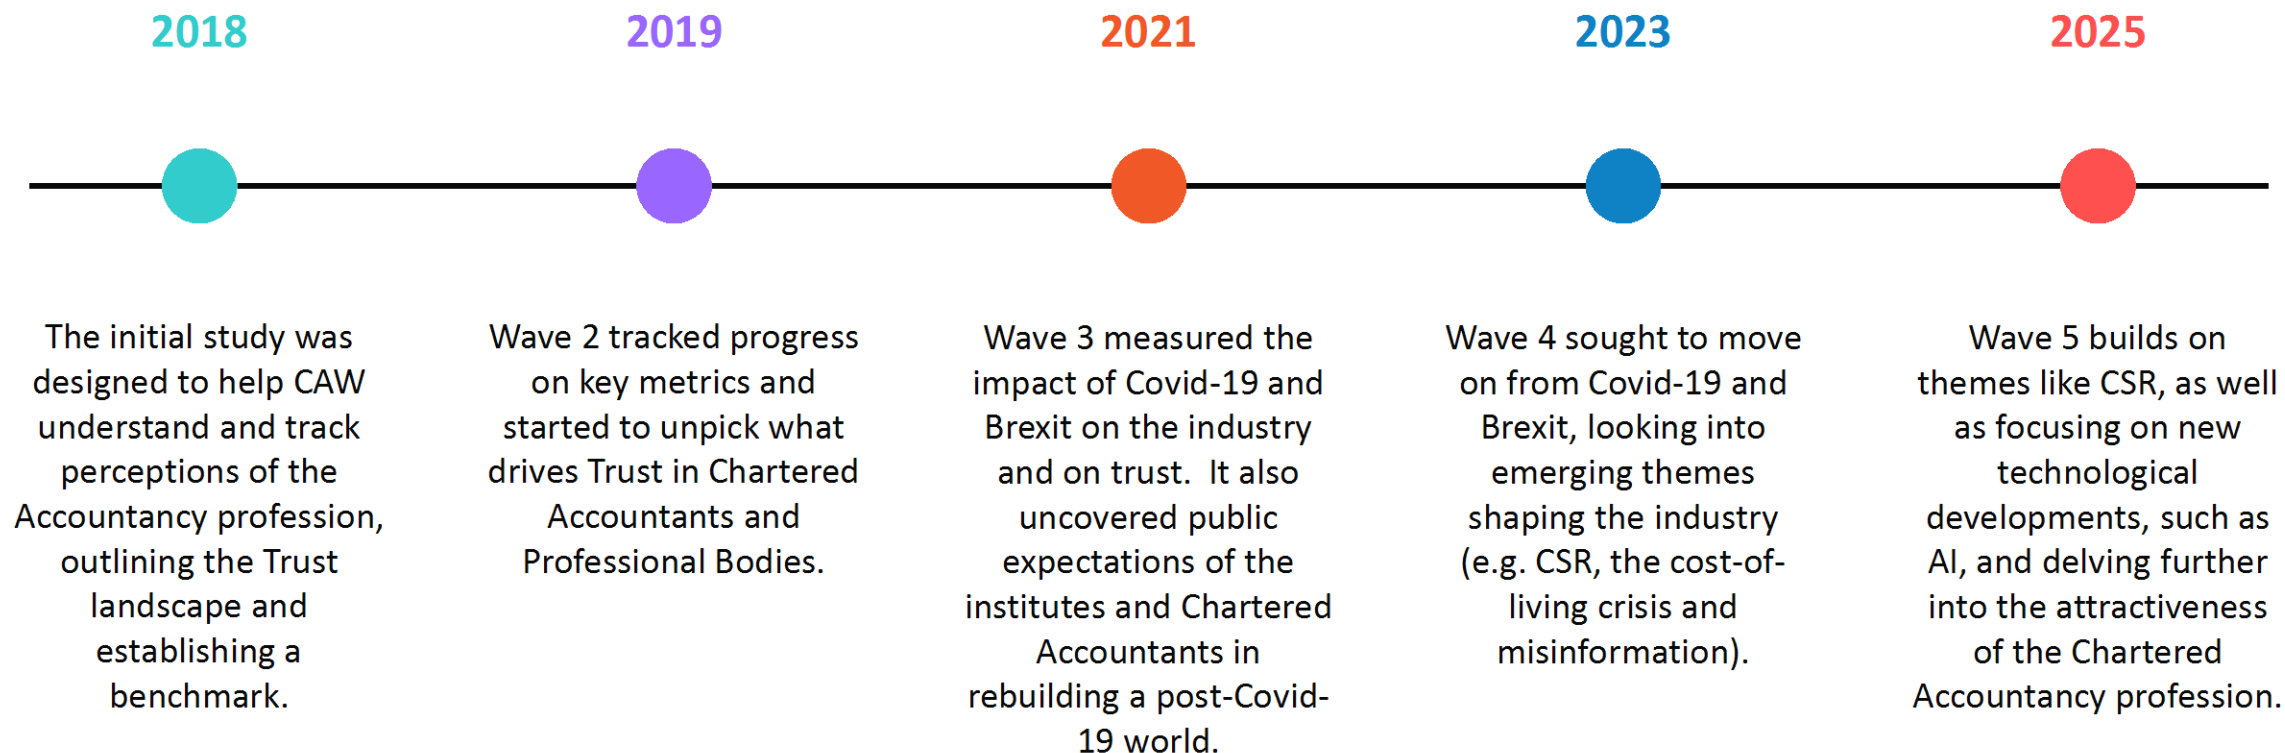 2018
2019
2021
2023
2025
The initial study was
designed to help CAW
understand and track
perceptions of the
Accountancy profession,
outlining the Trust
landscape and
establishing a
benchmark.
Wave 2 tracked progress
on key metrics and
started to unpick what
drives Trust in Chartered
Accountants and
Professional Bodies.
Wave 3 measured the
impact of Covid-19 and
Brexit on the industry
and on trust.  It also
uncovered public
expectations of the
institutes and Chartered
Accountants in
rebuilding a post-Covid-
19 world.
Wave 4 sought to move
on from Covid-19 and
Brexit, looking into
emerging themes
shaping the industry
(e.g. CSR, the cost-of-
living crisis and
misinformation).
Wave 5 builds on
themes like CSR, as well
as focusing on new
technological
developments, such as
AI, and delving further
into the attractiveness
of the Chartered
Accountancy profession.